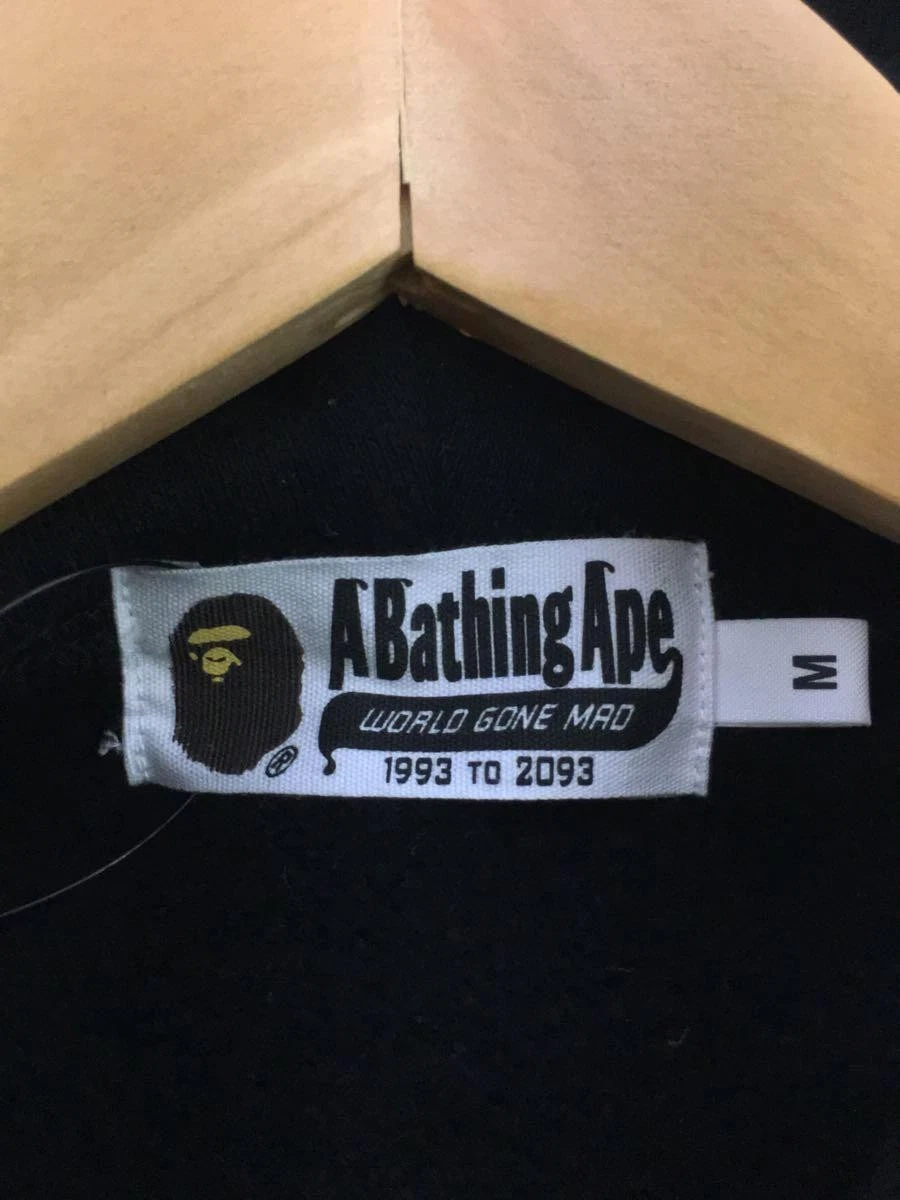 A Bathing Ape
WORLD GONE MAD
1993 TO 2093
®
M